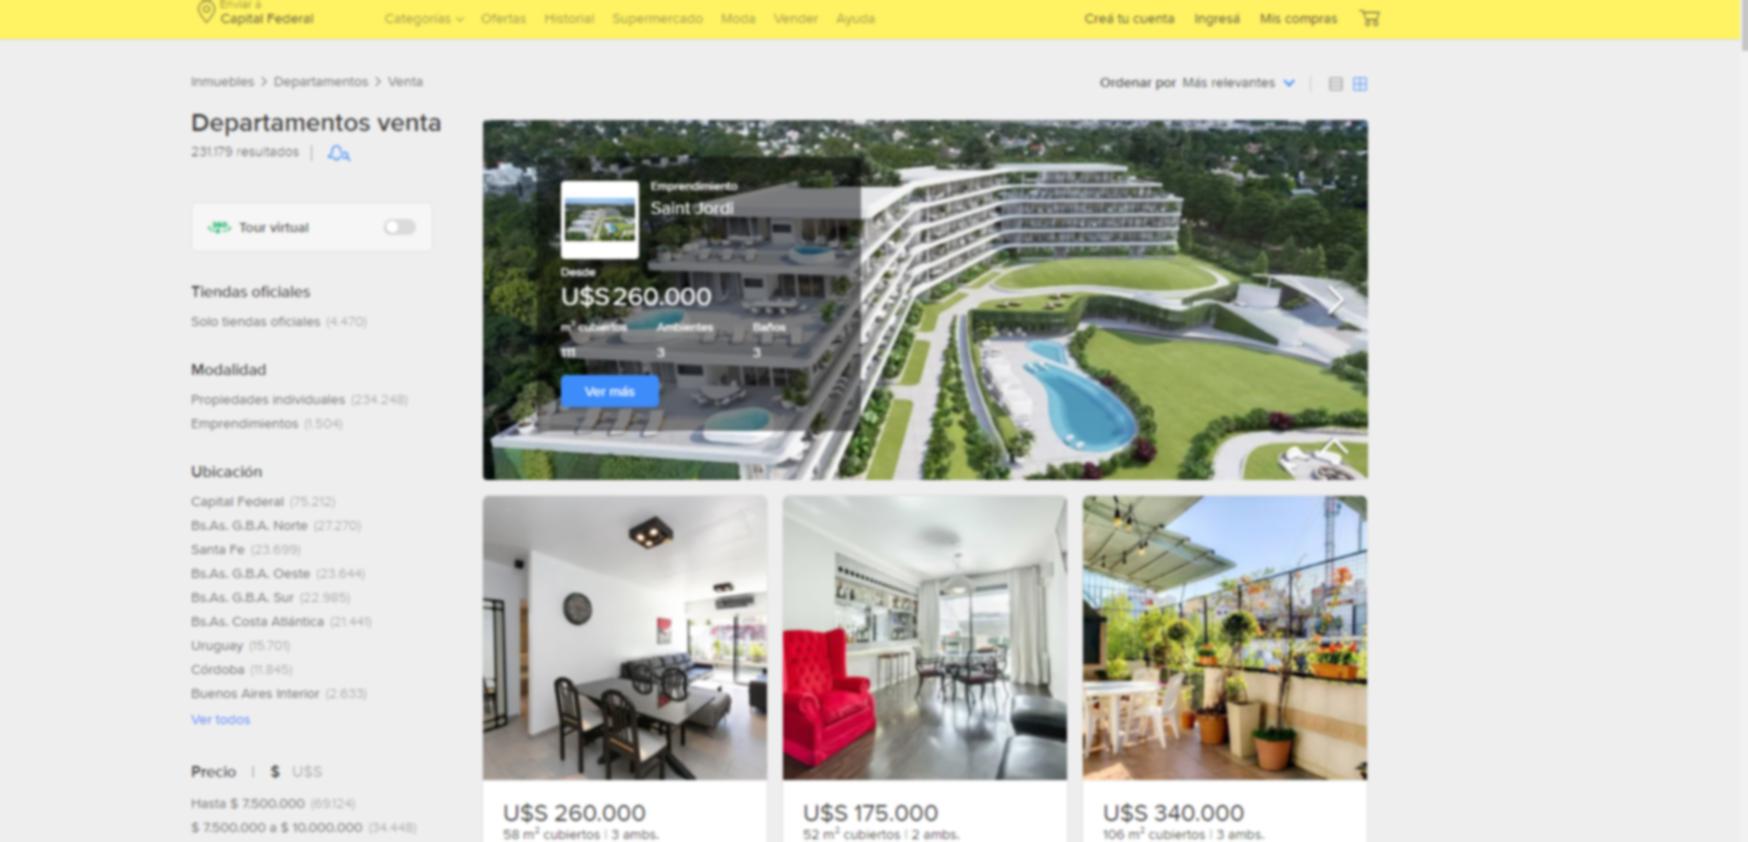 Enviar a
Capital Federal
Categorías Ofertas Historial Supermercado Moda Vender Ayuda
Creá tu cuenta Ingresá Mis compras
Inmuebles > Departamentos > Venta
Ordenar por Más relevantes
Departamentos venta
231.179 resultados
Tour virtual
Tiendas oficiales
Solo tiendas oficiales (4.470)
Modalidad
Propiedades individuales (234.248)
Emprendimientos (1.504)
Ubicación
Capital Federal (75.212)
Bs.As. G.B.A. Norte (27.270)
Santa Fe (23.699)
Bs.As. G.B.A. Oeste (23.644)
Bs.As. G.B.A. Sur (22.985)
Bs.As. Costa Atlántica (21.441)
Uruguay (15.701)
Córdoba (11.845)
Buenos Aires Interior (2.633)
Ver todos
Precio | $ U$S
Hasta $ 7.500.000 (69.124)
$ 7.500.000 a $ 10.000.000 (34.448)
Emprendimiento
Saint Jordi
Desde
U$S 260.000
m² cubiertos Ambientes Baños
111 3 3
Ver más
U$S 260.000
58 m² cubiertos | 3 ambs.
U$S 175.000
52 m² cubiertos | 2 ambs.
U$S 340.000
106 m² cubiertos | 3 ambs.